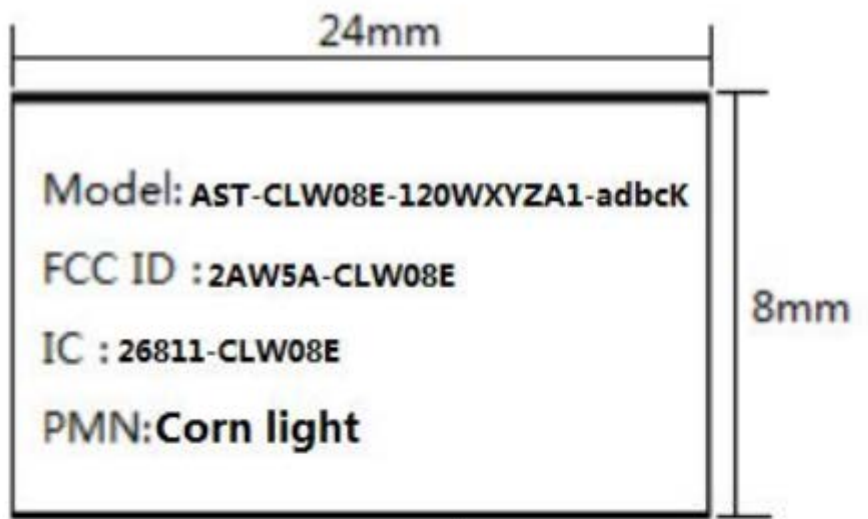 24mm
Model: AST-CLW08E-120WXYZA1-adbcK
FCC ID : 2AW5A-CLW08E
8mm
IC : 26811-CLW08E
PMN:Corn light